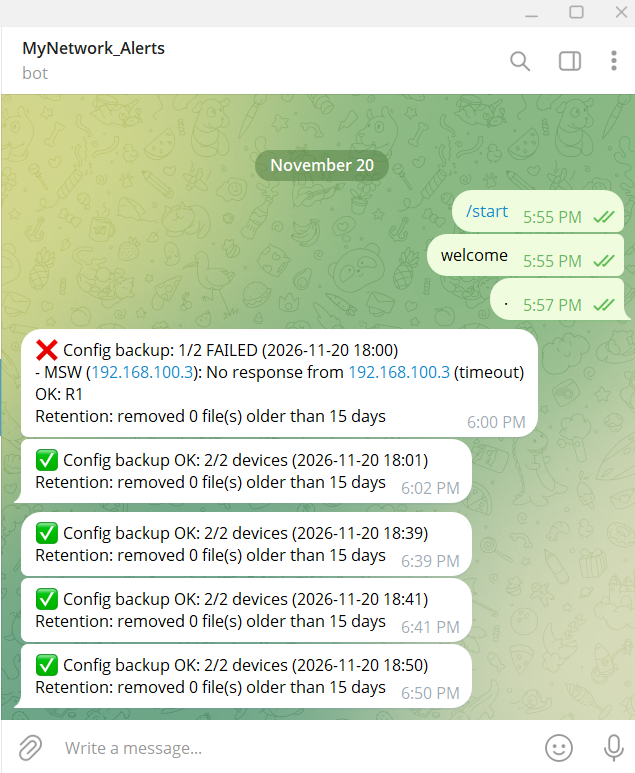 MyNetwork_Alerts
bot
November 20
/start 5:55 PM
welcome 5:55 PM
. 5:57 PM
❌ Config backup: 1/2 FAILED (2026-11-20 18:00)
- MSW (192.168.100.3): No response from 192.168.100.3 (timeout)
OK: R1
Retention: removed 0 file(s) older than 15 days 6:00 PM
✅ Config backup OK: 2/2 devices (2026-11-20 18:01)
Retention: removed 0 file(s) older than 15 days 6:02 PM
✅ Config backup OK: 2/2 devices (2026-11-20 18:39)
Retention: removed 0 file(s) older than 15 days 6:39 PM
✅ Config backup OK: 2/2 devices (2026-11-20 18:41)
Retention: removed 0 file(s) older than 15 days 6:41 PM
✅ Config backup OK: 2/2 devices (2026-11-20 18:50)
Retention: removed 0 file(s) older than 15 days 6:50 PM
Write a message...